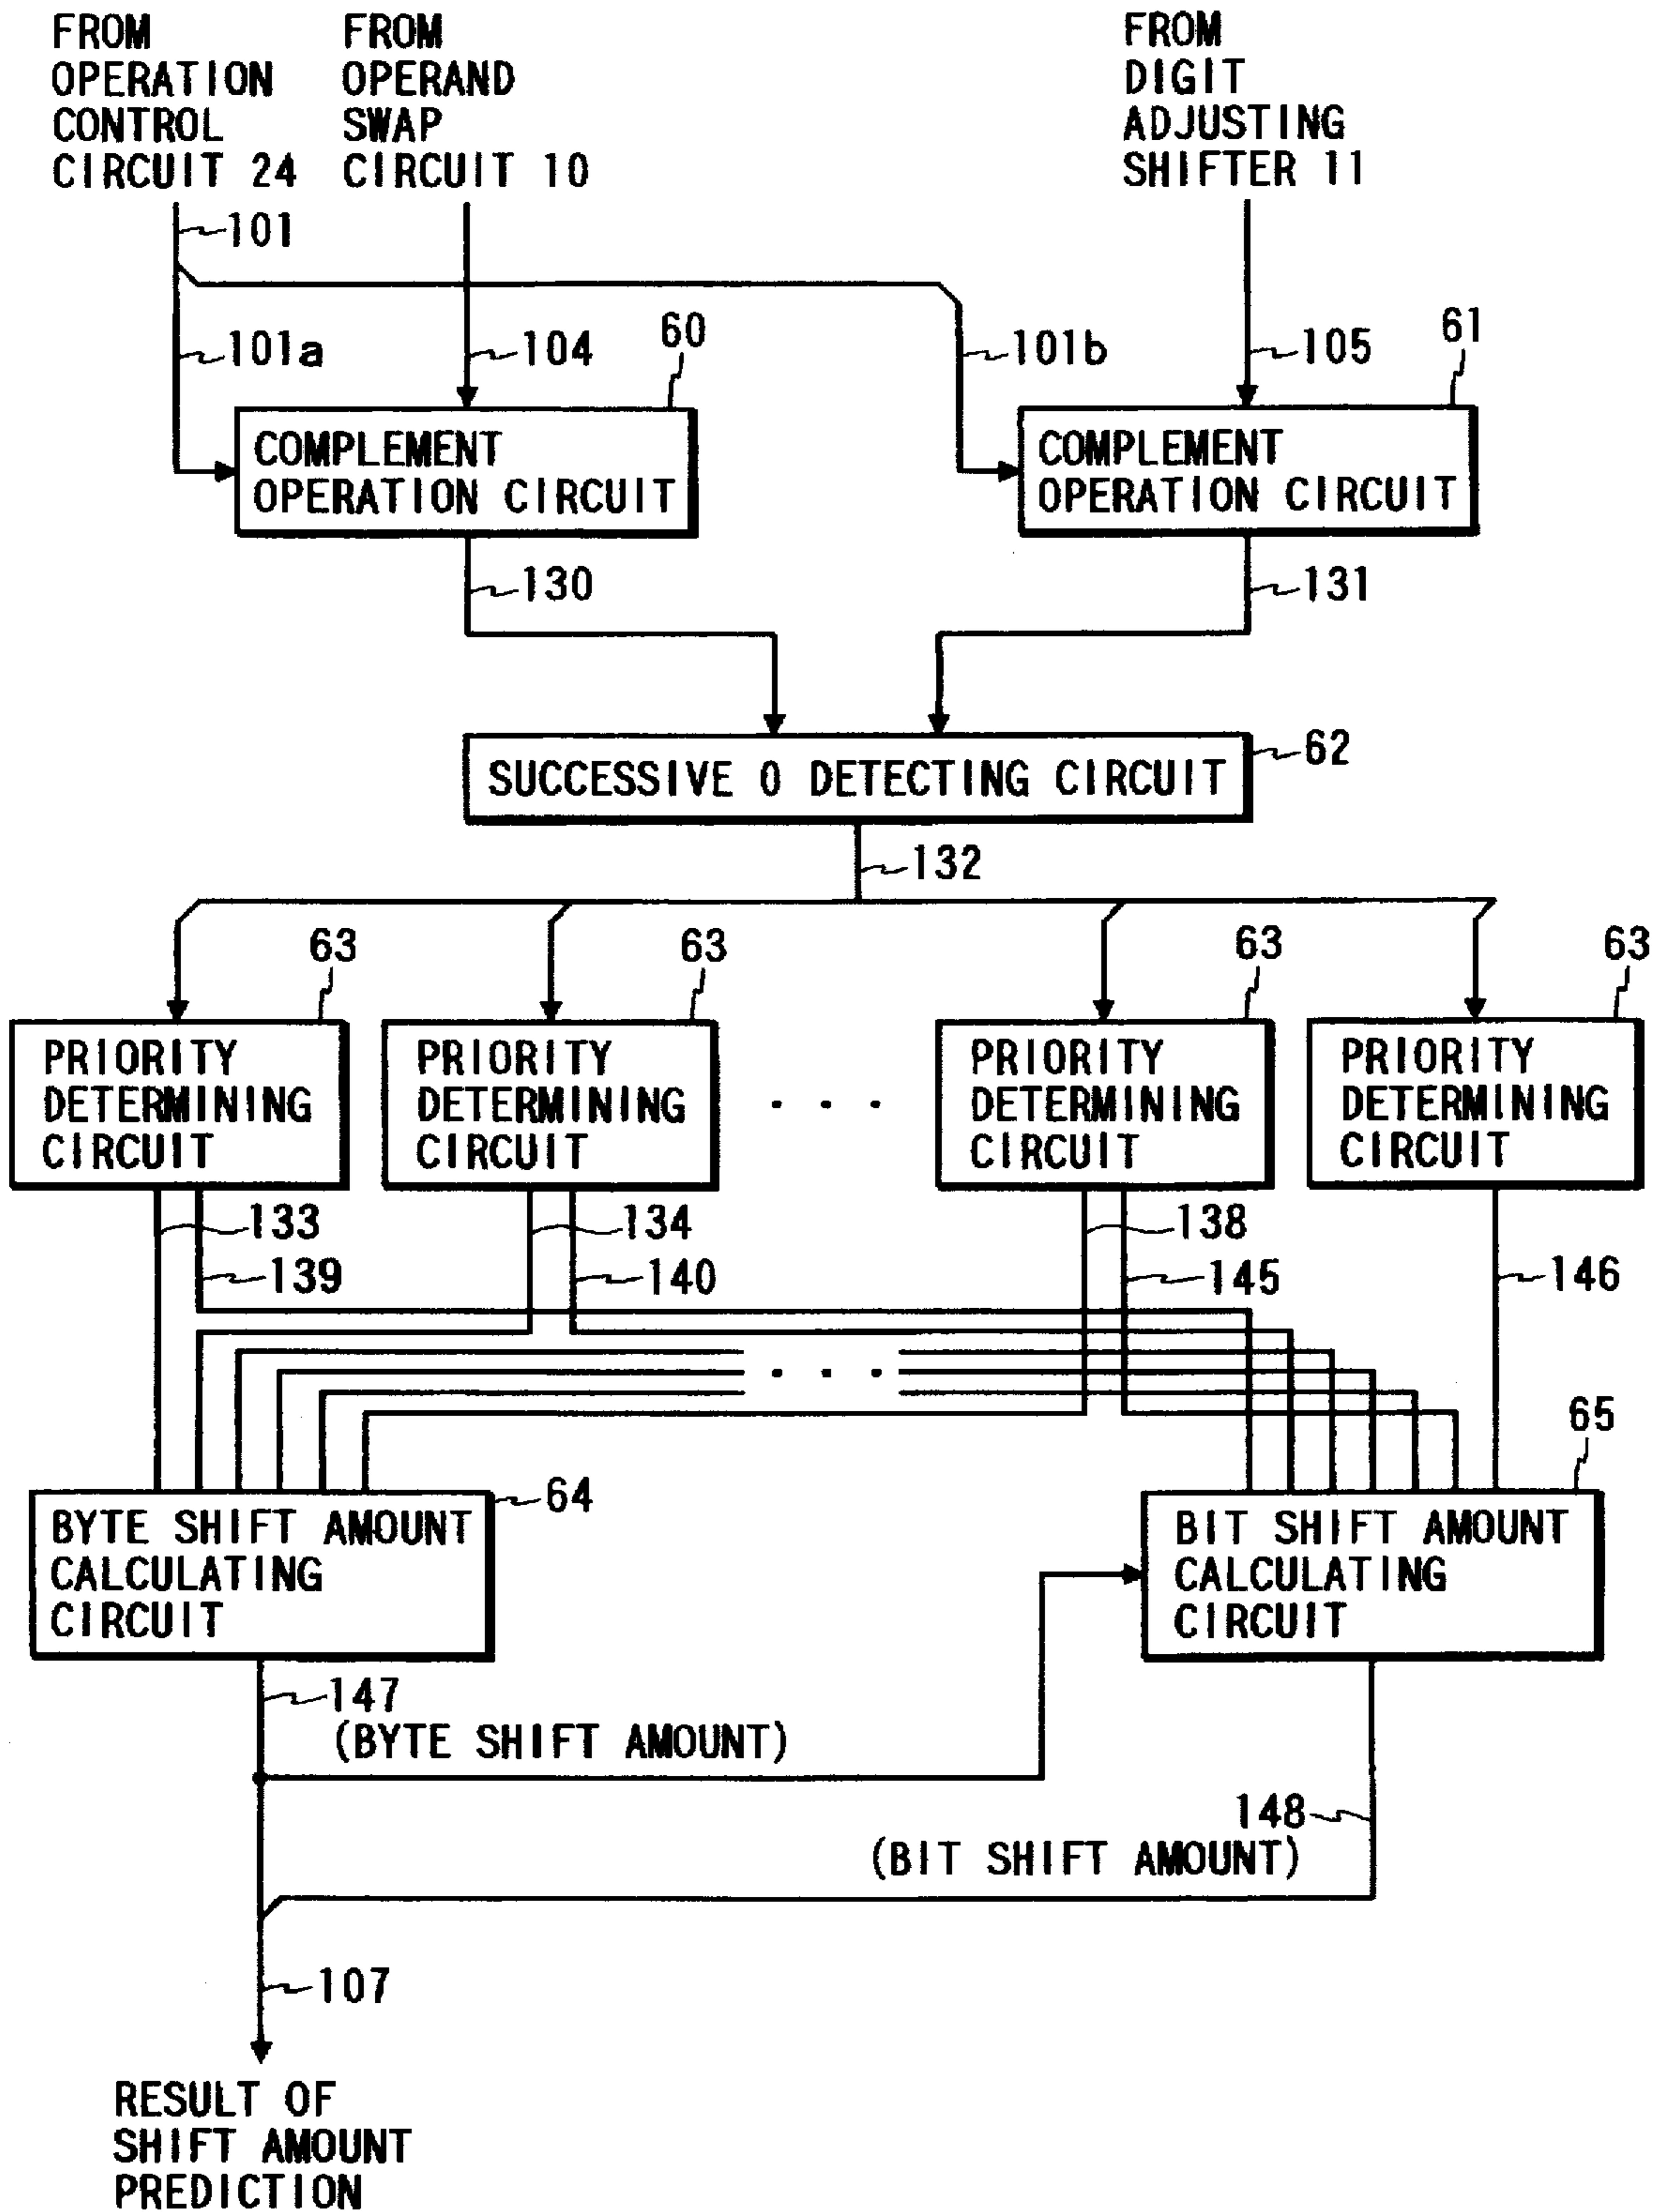 FROM
OPERATION
CONTROL
CIRCUIT 24
FROM
OPERAND
SWAP
CIRCUIT 10
FROM
DIGIT
ADJUSTING
SHIFTER 11
101
101a
104
60
101b
105
61
COMPLEMENT
OPERATION CIRCUIT
COMPLEMENT
OPERATION CIRCUIT
130
131
62
SUCCESSIVE 0 DETECTING CIRCUIT
132
63
63
63
63
PRIORITY
DETERMINING
CIRCUIT
PRIORITY
DETERMINING
CIRCUIT
. . .
PRIORITY
DETERMINING
CIRCUIT
PRIORITY
DETERMINING
CIRCUIT
133
134
138
139
140
145
146
. . .
64
65
BYTE SHIFT AMOUNT
CALCULATING
CIRCUIT
BIT SHIFT AMOUNT
CALCULATING
CIRCUIT
147
(BYTE SHIFT AMOUNT)
148
(BIT SHIFT AMOUNT)
107
RESULT OF
SHIFT AMOUNT
PREDICTION